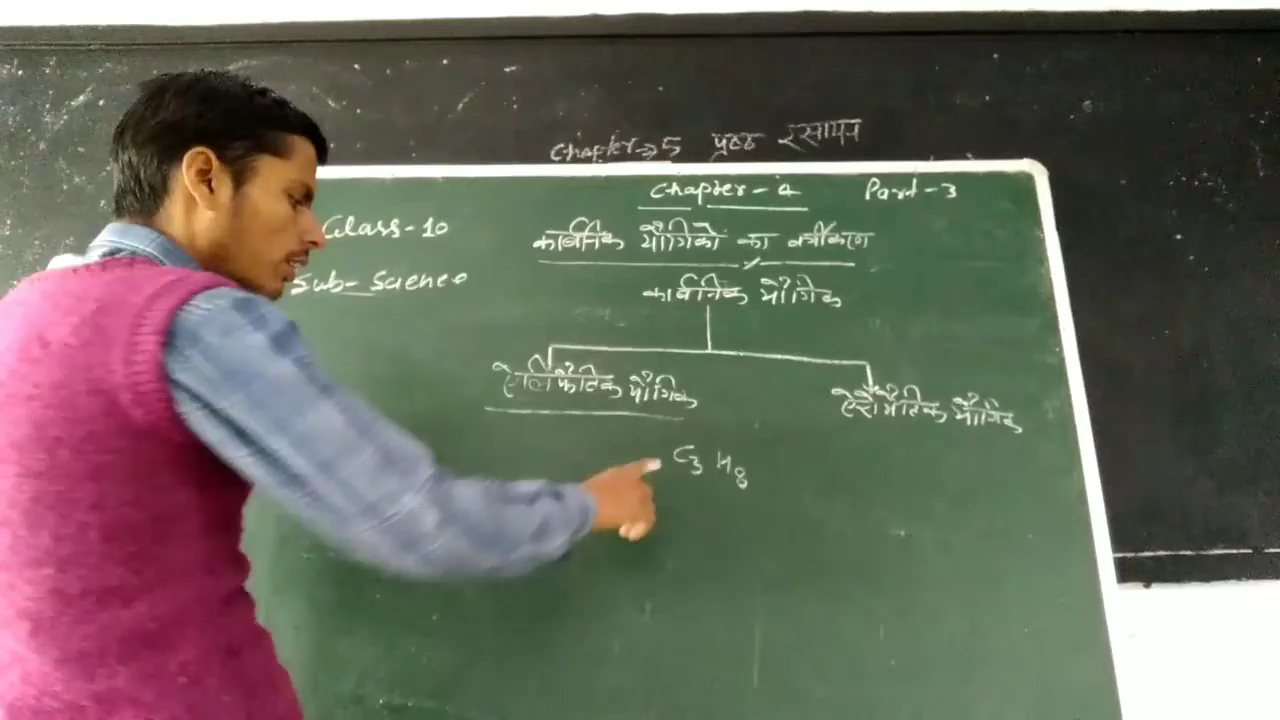 Chapter-5 प्रष्ठ रसायन
Chapter-4 Part-3
Class-10
कार्बनिक यौगिकों का वर्गीकरण
Sub-Science
कार्बनिक यौगिक
ऐलिफैटिक यौगिक
ऐरोमैटिक यौगिक
C3 H8